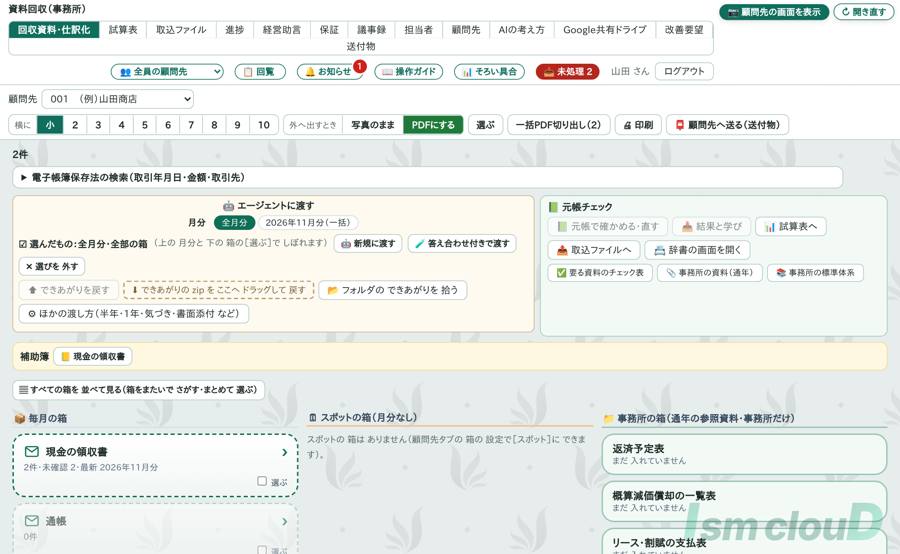 資料回収(事務所)
📷 顧問先の画面を表示
↻ 開き直す
回収資料・仕訳化 試算表 取込ファイル 進捗 経営助言 保証 議事録 担当者 顧問先 AIの考え方 Google共有ドライブ 改善要望
送付物
👥 全員の顧問先 📋 回覧 🔔 お知らせ 1 📖 操作ガイド 📊 そろい具合 📥 未処理 2 山田 さん ログアウト
顧問先 001 (例)山田商店
横に 小 2 3 4 5 6 7 8 9 10 外へ出すとき 写真のまま PDFにする 選ぶ 一括PDF切り出し(2) 🖨 印刷 📮 顧問先へ送る(送付物)
2件
▶ 電子帳簿保存法の検索(取引年月日・金額・取引先)
🤖 エージェントに渡す
月分 全月分 2026年11月分(一括)
☑ 選んだもの:全月分・全部の箱 (上の 月分と 下の 箱の[選ぶ]で しぼれます) 🤖 新規に渡す 🧪 答え合わせ付きで渡す
× 選びを 外す
⬆ できあがりを戻す ⬇ できあがりの zip を ここへ ドラッグして 戻す 📂 フォルダの できあがりを 拾う
⚙ ほかの渡し方(半年・1年・気づき・書面添付 など)
📗 元帳チェック
📗 元帳で確かめる・直す 📥 結果と学び 📊 試算表へ
📤 取込ファイルへ 📇 辞書の画面を開く
✅ 要る資料のチェック表 📎 事務所の資料(通年) 📚 事務所の標準体系
補助簿 📒 現金の領収書
▤ すべての箱を 並べて見る(箱をまたいで さがす・まとめて 選ぶ)
📦 毎月の箱
現金の領収書 ›
2件・未確認 2・最新 2026年11月分
選ぶ
通帳 ›
0件
選ぶ
🗓 スポットの箱(月分なし)
スポットの 箱は ありません(顧問先タブの 箱の 設定で[スポット]に できま
す)。
📁 事務所の箱(通年の参照資料・事務所だけ)
返済予定表
まだ 入れていません
概算減価償却の一覧表
まだ 入れていません
リース・割賦の支払表
まだ 入れていません
Ism clouD